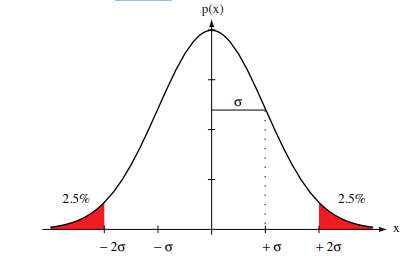 p(x)
σ
2.5% 2.5%
x
– 2σ – σ + σ + 2σ